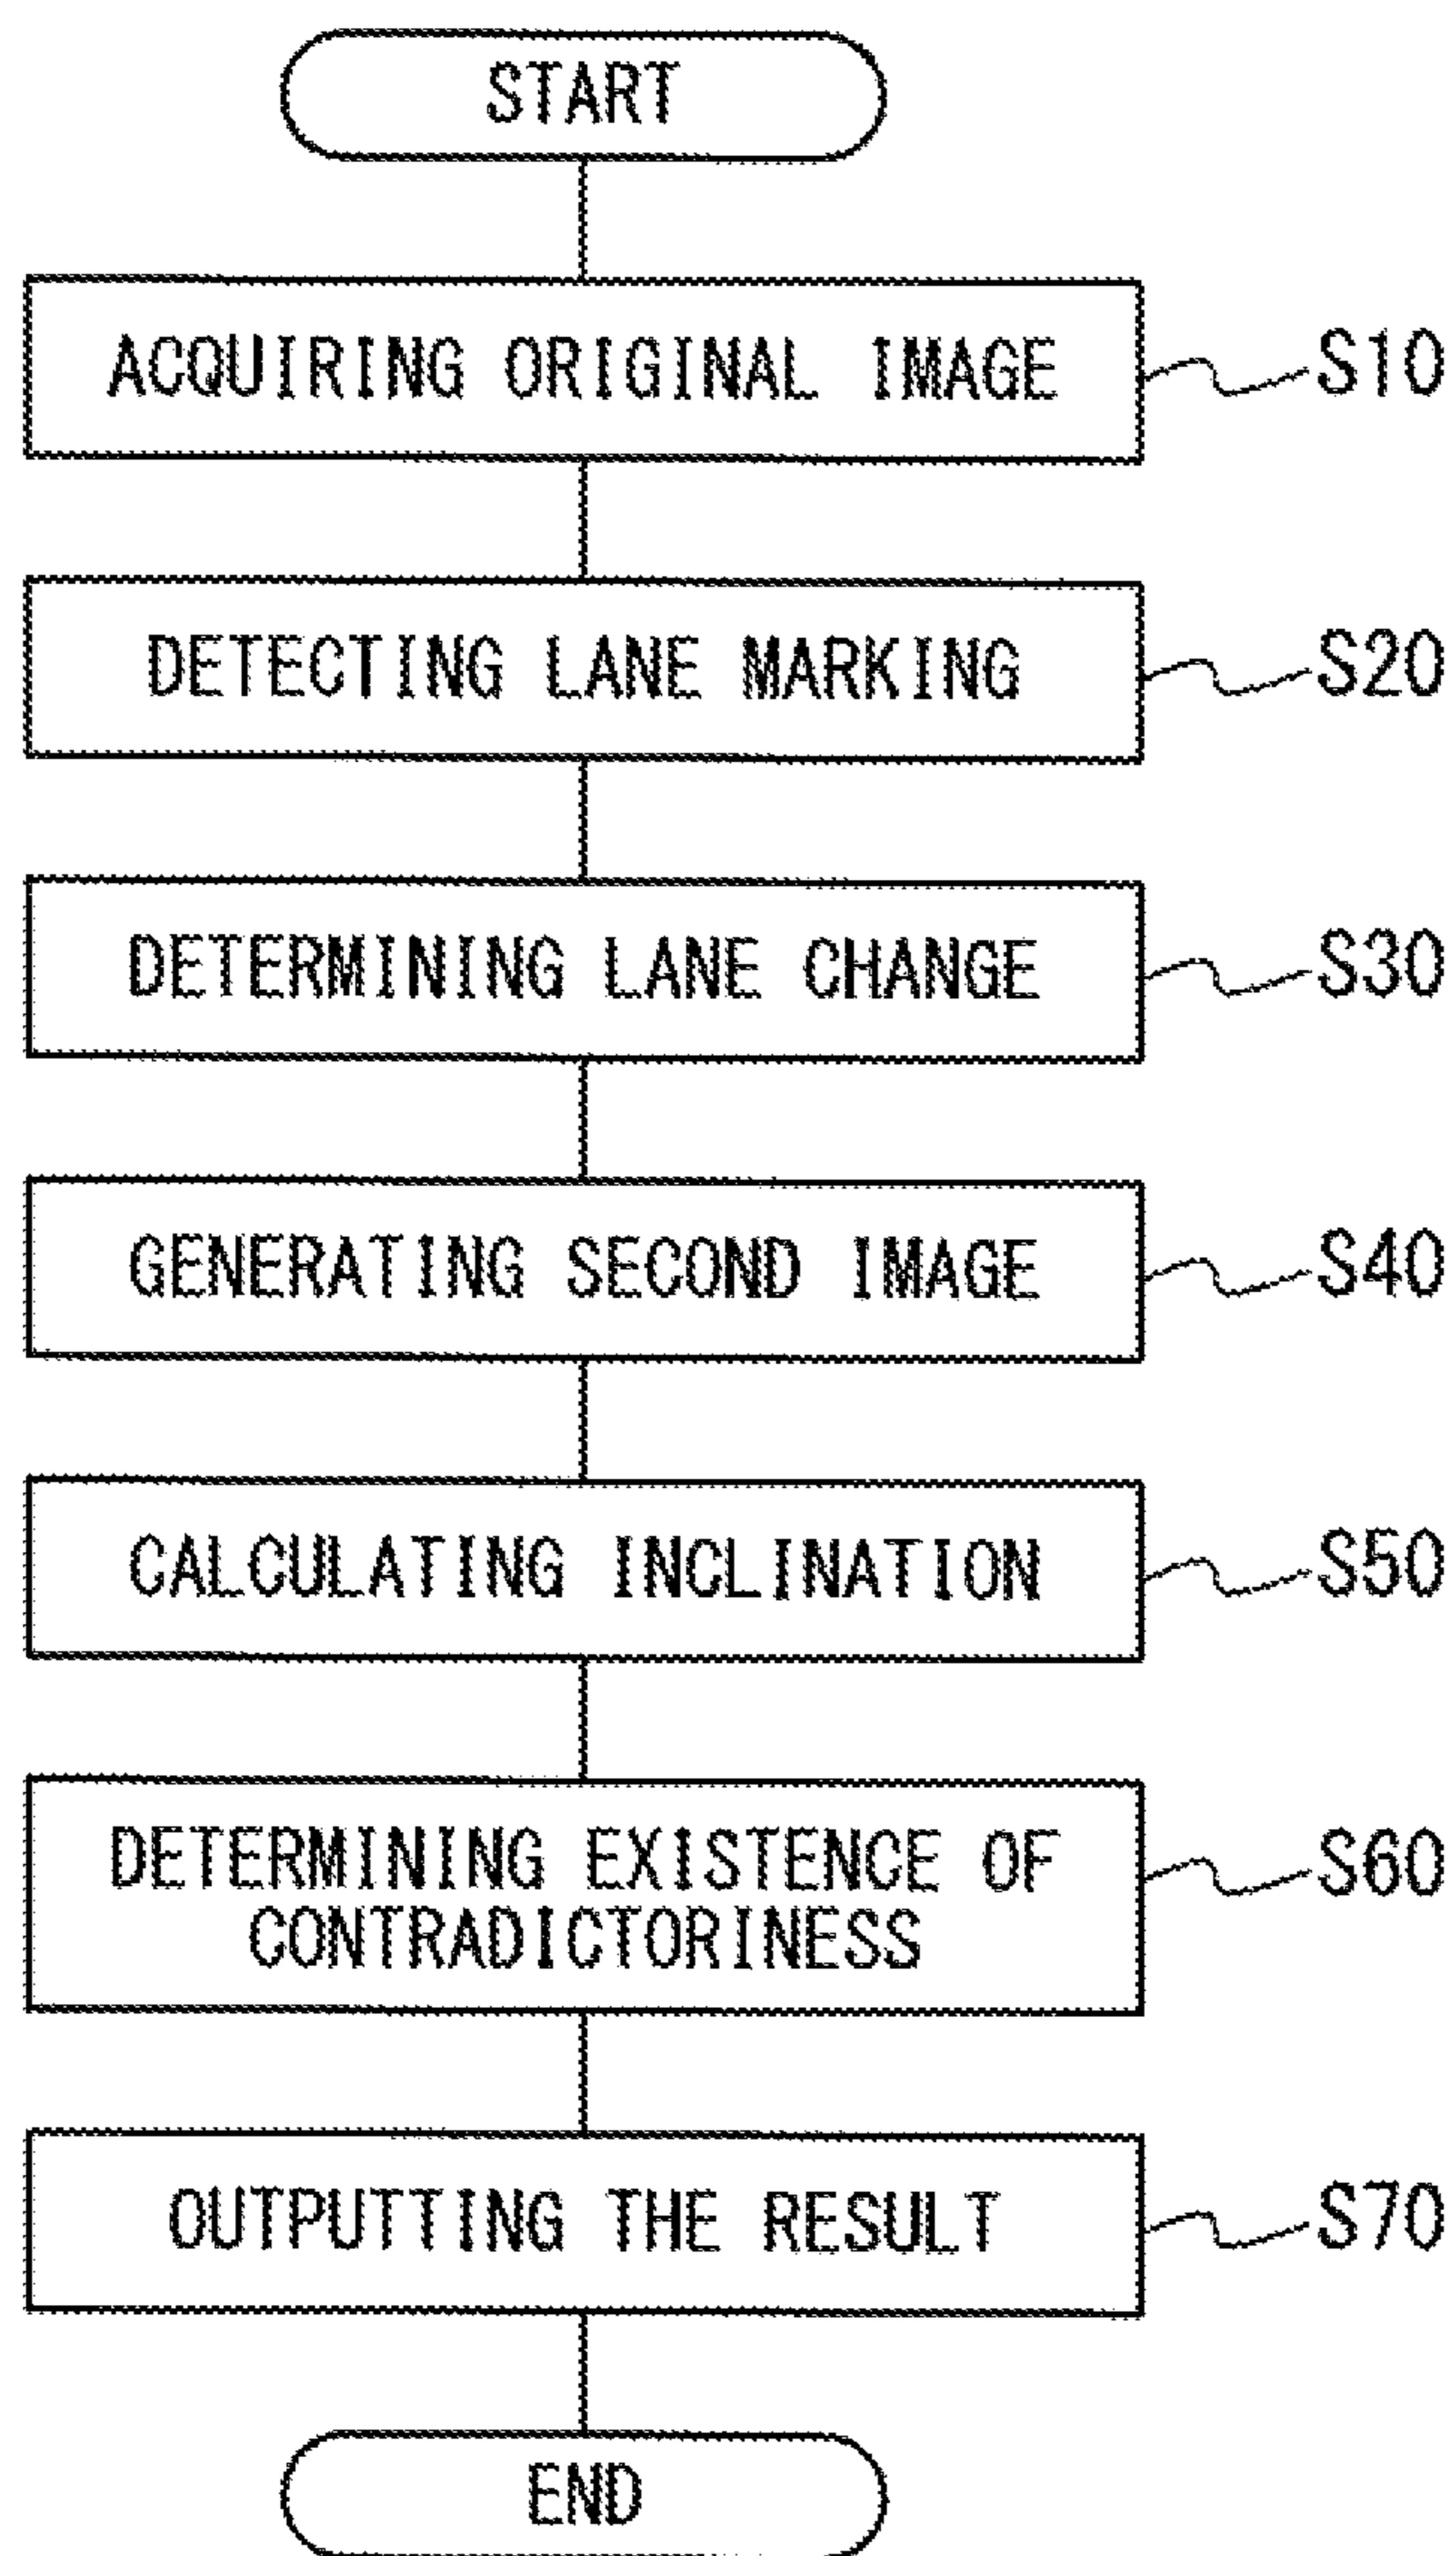 START
ACQUIRING ORIGINAL IMAGE
S10
DETECTING LANE MARKING
S20
DETERMINING LANE CHANGE
S30
GENERATING SECOND IMAGE
S40
CALCULATING INCLINATION
S50
DETERMINING EXISTENCE OF
CONTRADICTORINESS
S60
OUTPUTTING THE RESULT
S70
END